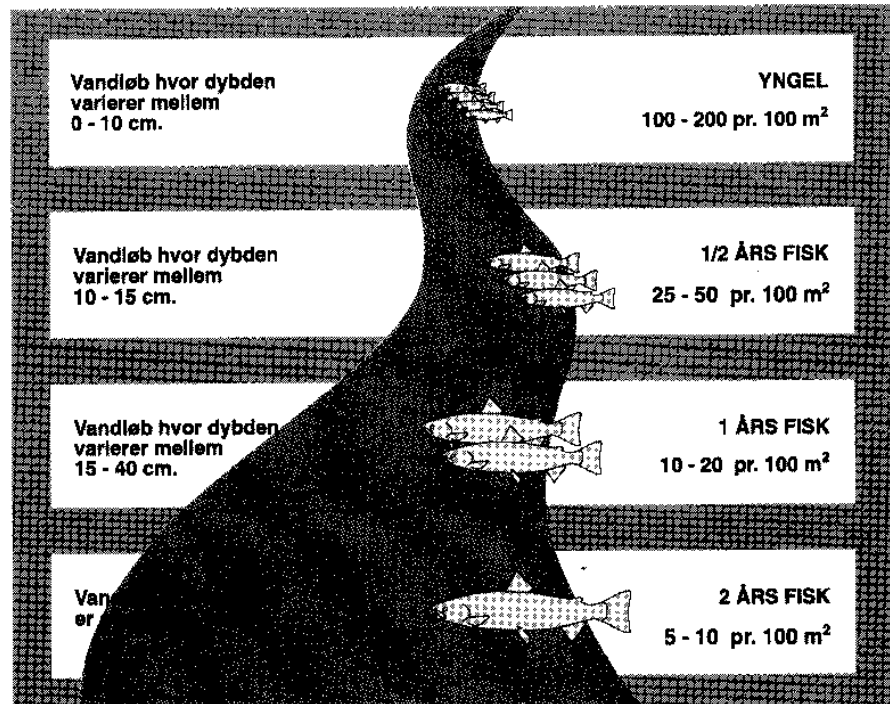 Vandløb hvor dybden
varierer mellem
0 - 10 cm.
YNGEL
100 - 200 pr. 100 m²
Vandløb hvor dybden
varierer mellem
10 - 15 cm.
1/2 ÅRS FISK
25 - 50 pr. 100 m²
Vandløb hvor dybden
varierer mellem
15 - 40 cm.
1 ÅRS FISK
10 - 20 pr. 100 m²
er
2 ÅRS FISK
5 - 10 pr. 100 m²